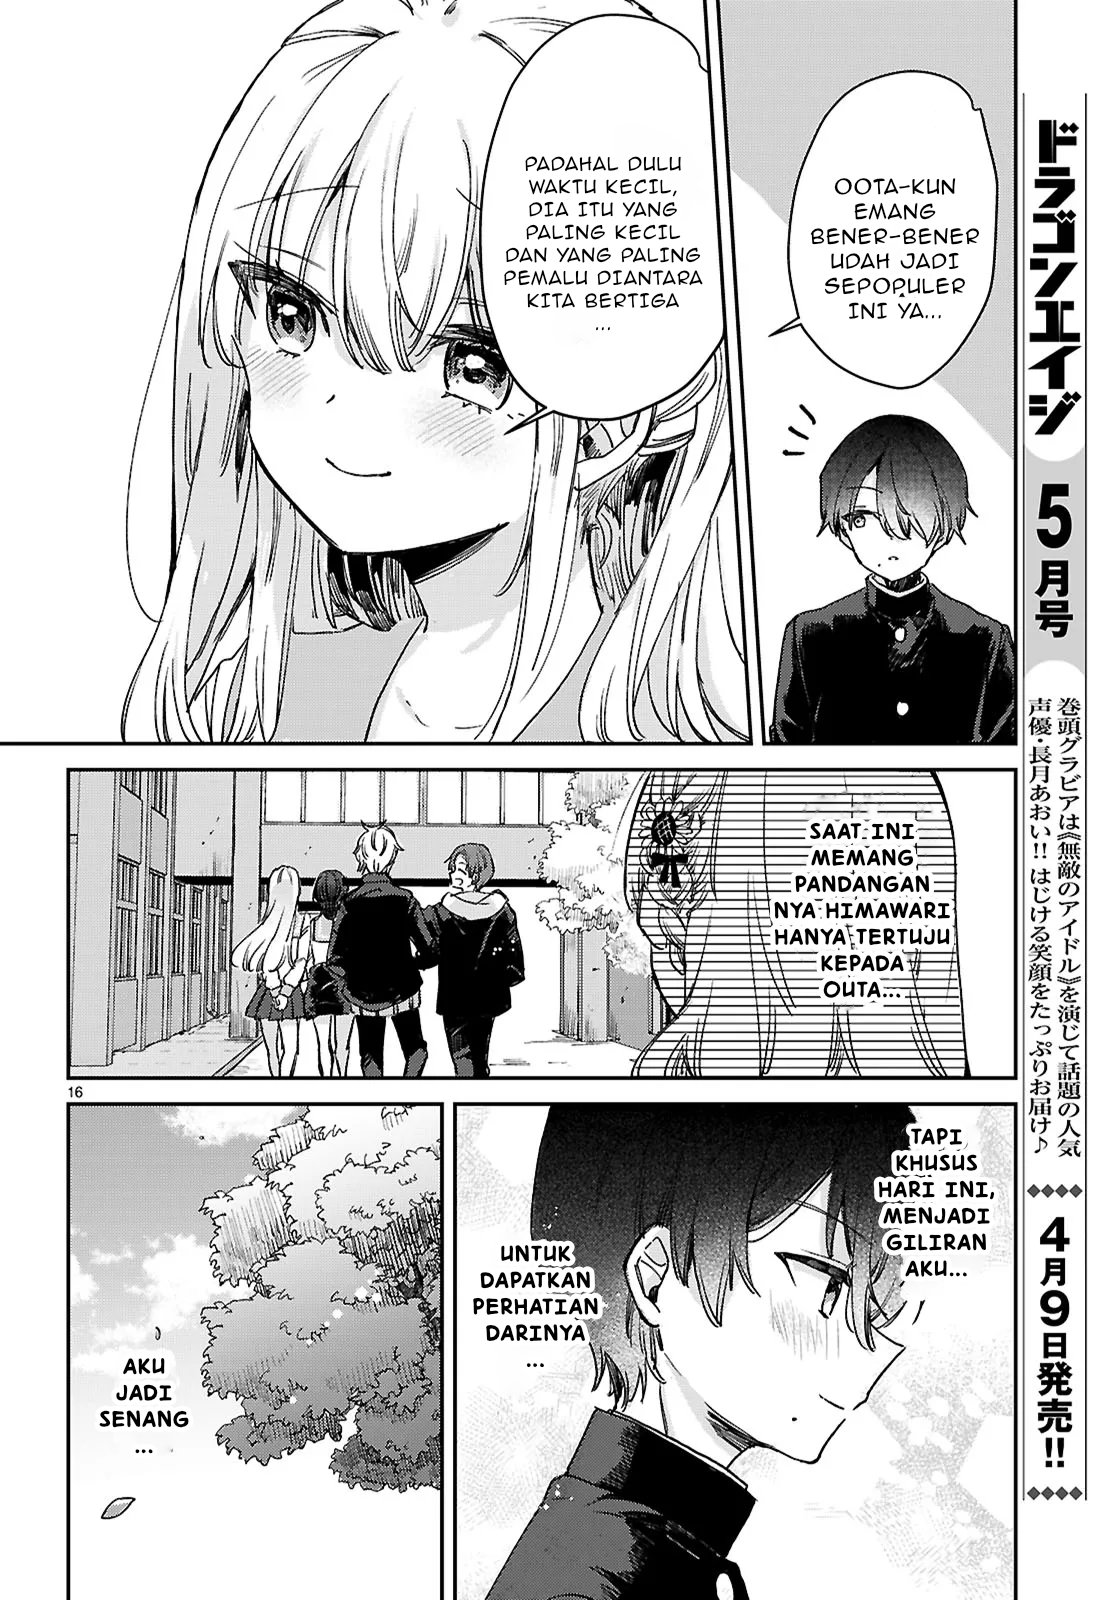 OOTA-KUN
EMANG
BENER-BENER
UDAH JADI
SEPOPULER
INI YA...
PADAHAL DULU
WAKTU KECIL,
DIA ITU YANG
PALING KECIL
DAN YANG PALING
PEMALU DIANTARA
KITA BERTIGA
...
SAAT INI
MEMANG
PANDANGAN
NYA HIMAWARI
HANYA TERTUJU
KEPADA
OUTA...
16
TAPI
KHUSUS
HARI INI,
MENJADI
GILIRAN
AKU...
UNTUK
DAPATKAN
PERHATIAN
DARINYA
...
AKU
JADI
SENANG
...
ドラゴンエイジ
5月号
巻頭グラビアは《無敵のアイドル》を演じて話題の人気
声優・長月あおい!! はじける笑顔をたっぷりお届け♪
4月9日発売!!